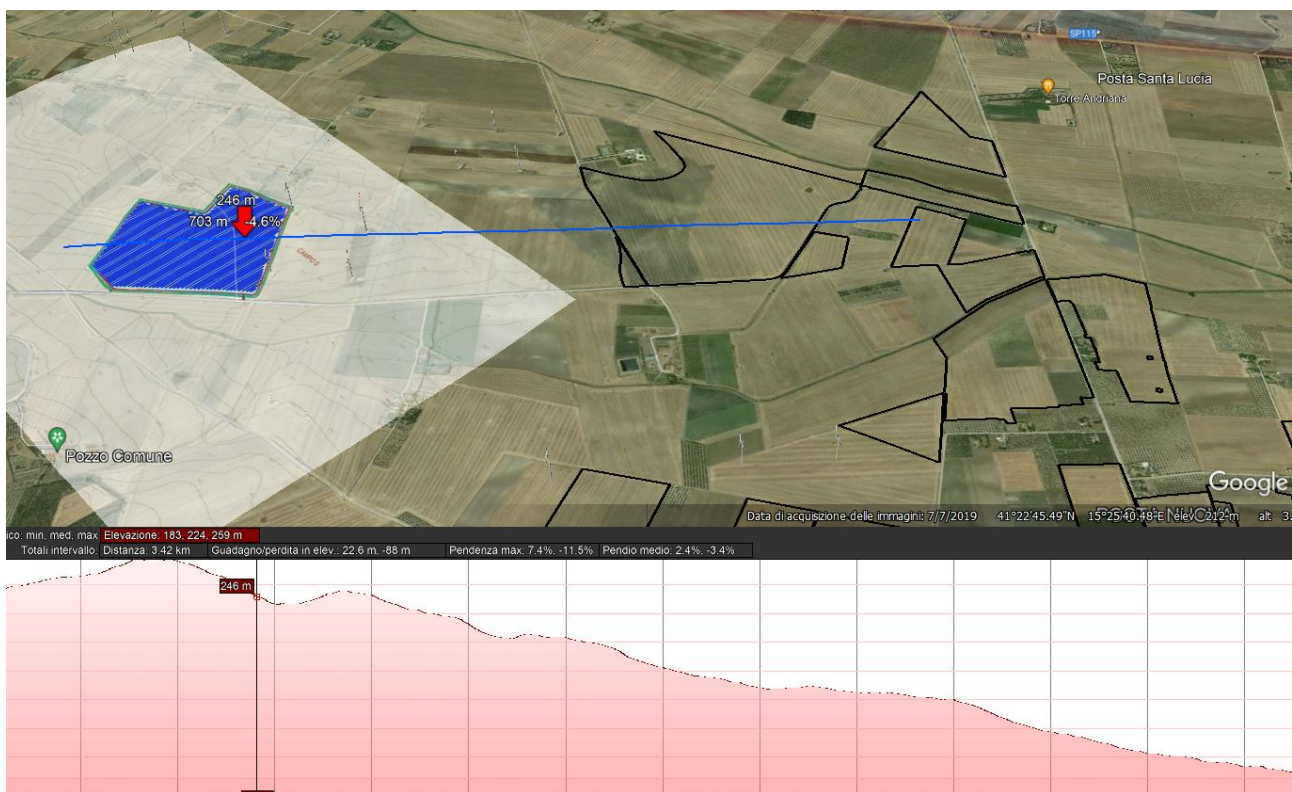 SP115
Posta Santa Lucia
Torre Andriana
246 m
703 m
-4.6%
CAMPO
Pozzo Comune
Google
Data di acquisizione delle immagini: 7/7/2019 41°22'45.49"N 15°25'40.48"E elev 212 m alt 3.
ico: min. med. max Elevazione: 183, 224, 259 m
Totali intervallo: Distanza: 3.42 km Guadagno/perdita in elev.: 22.6 m. -88 m Pendenza max. 7.4%. -11.5% Pendio medio: 2.4%. -3.4%
246 m